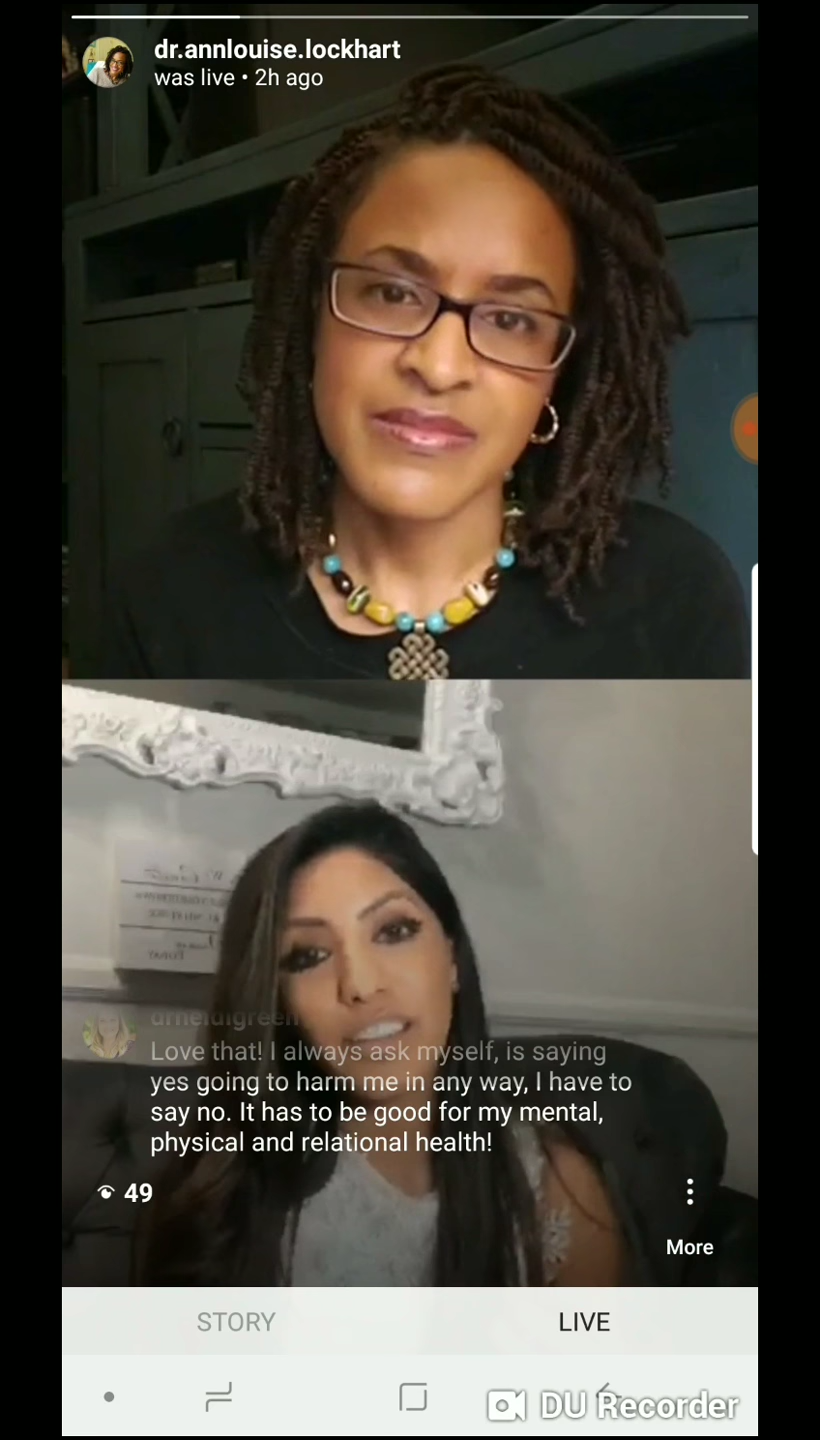 dr.annlouise.lockhart
was live • 2h ago
drheidigreen
Love that! I always ask myself, is saying
yes going to harm me in any way, I have to
say no. It has to be good for my mental,
physical and relational health!
49
More
STORY
LIVE
DU Recorder